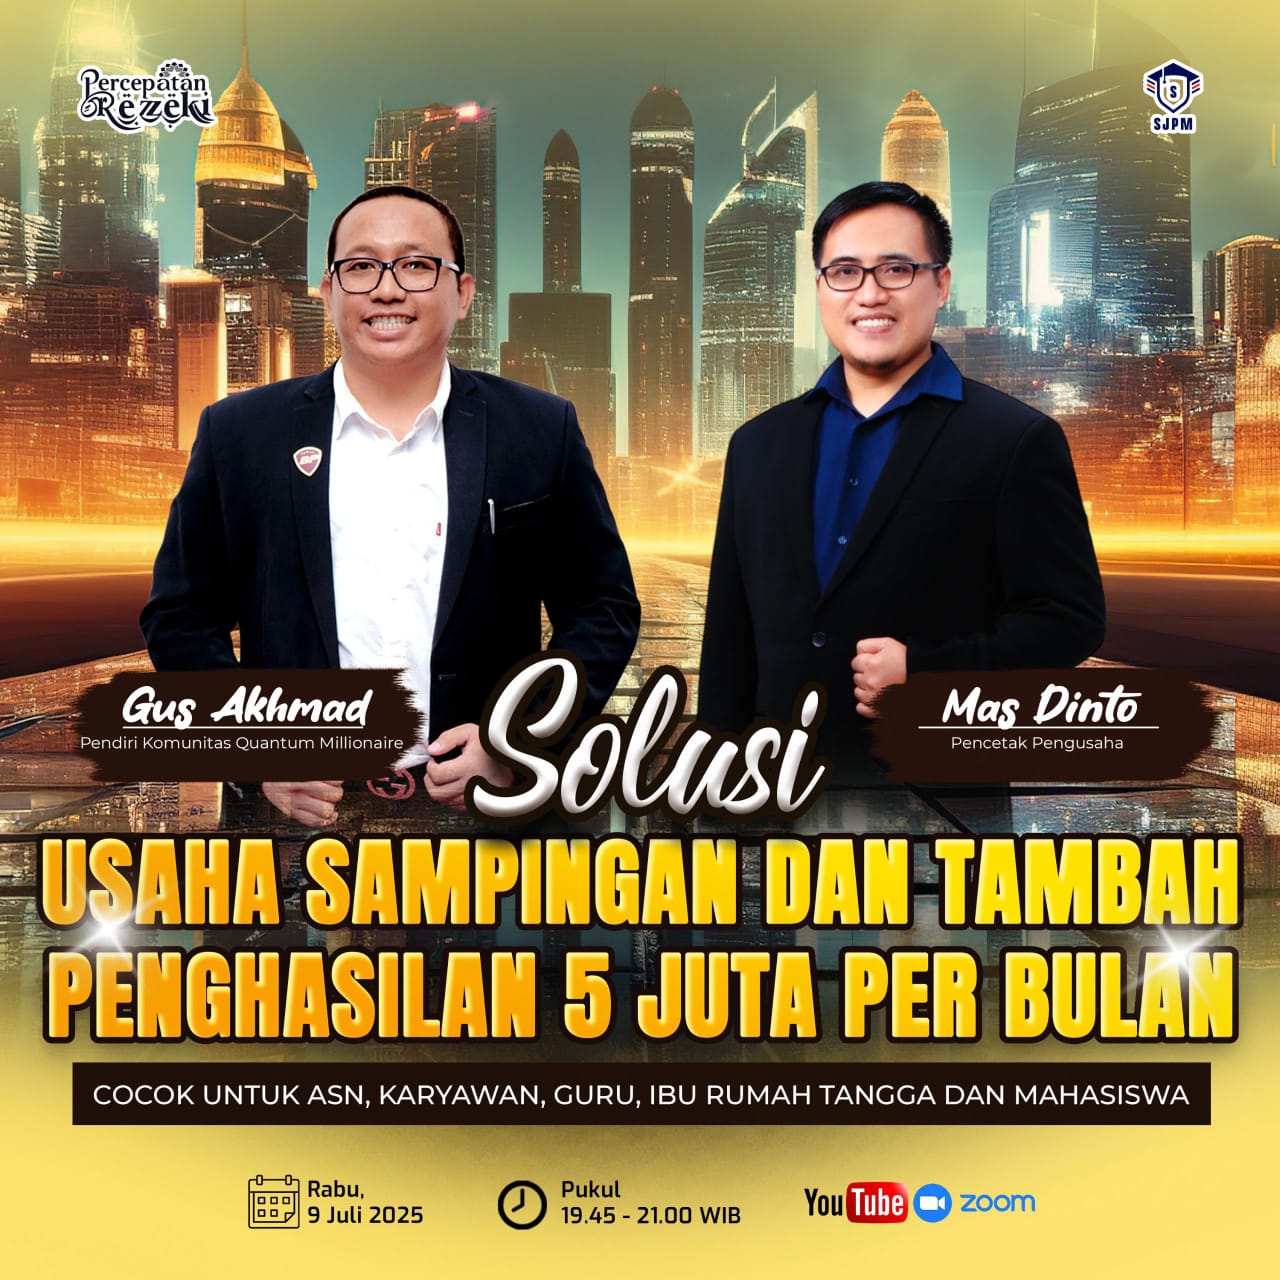 Percepatan
Rezeki
S
SJPM
BP
Gus Akhmad
Pendiri Komunitas Quantum Millionaire
Mas Dinto
Pencetak Pengusaha
Solusi
USAHA SAMPINGAN DAN TAMBAH
PENGHASILAN 5 JUTA PER BULAN
COCOK UNTUK ASN, KARYAWAN, GURU, IBU RUMAH TANGGA DAN MAHASISWA
Rabu,
9 Juli 2025
Pukul
19.45 - 21.00 WIB
YouTube
zoom